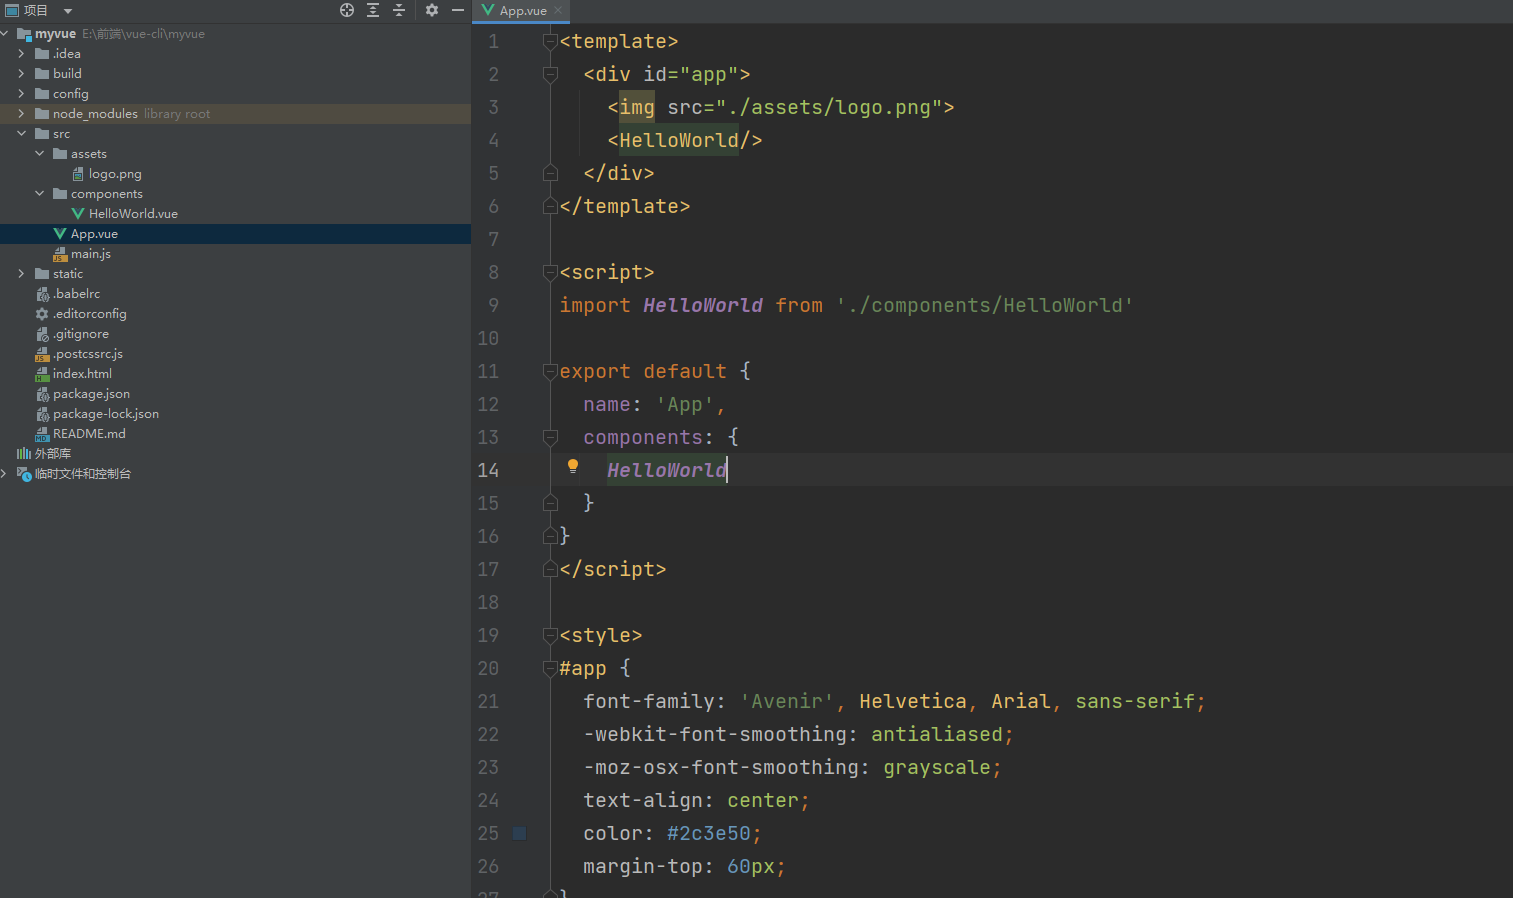 项目
myvue E:\前端\vue-cli\myvue
.idea
build
config
node_modules library root
src
assets
logo.png
components
HelloWorld.vue
App.vue
main.js
static
.babelrc
.editorconfig
.gitignore
.postcssrc.js
index.html
package.json
package-lock.json
README.md
外部库
临时文件和控制台
App.vue
1 <template>
2 <div id="app">
3 <img src="./assets/logo.png">
4 <HelloWorld/>
5 </div>
6 </template>
7
8 <script>
9 import HelloWorld from './components/HelloWorld'
10
11 export default {
12 name: 'App',
13 components: {
14 HelloWorld
15 }
16 }
17 </script>
18
19 <style>
20 #app {
21 font-family: 'Avenir', Helvetica, Arial, sans-serif;
22 -webkit-font-smoothing: antialiased;
23 -moz-osx-font-smoothing: grayscale;
24 text-align: center;
25 color: #2c3e50;
26 margin-top: 60px;
27 }